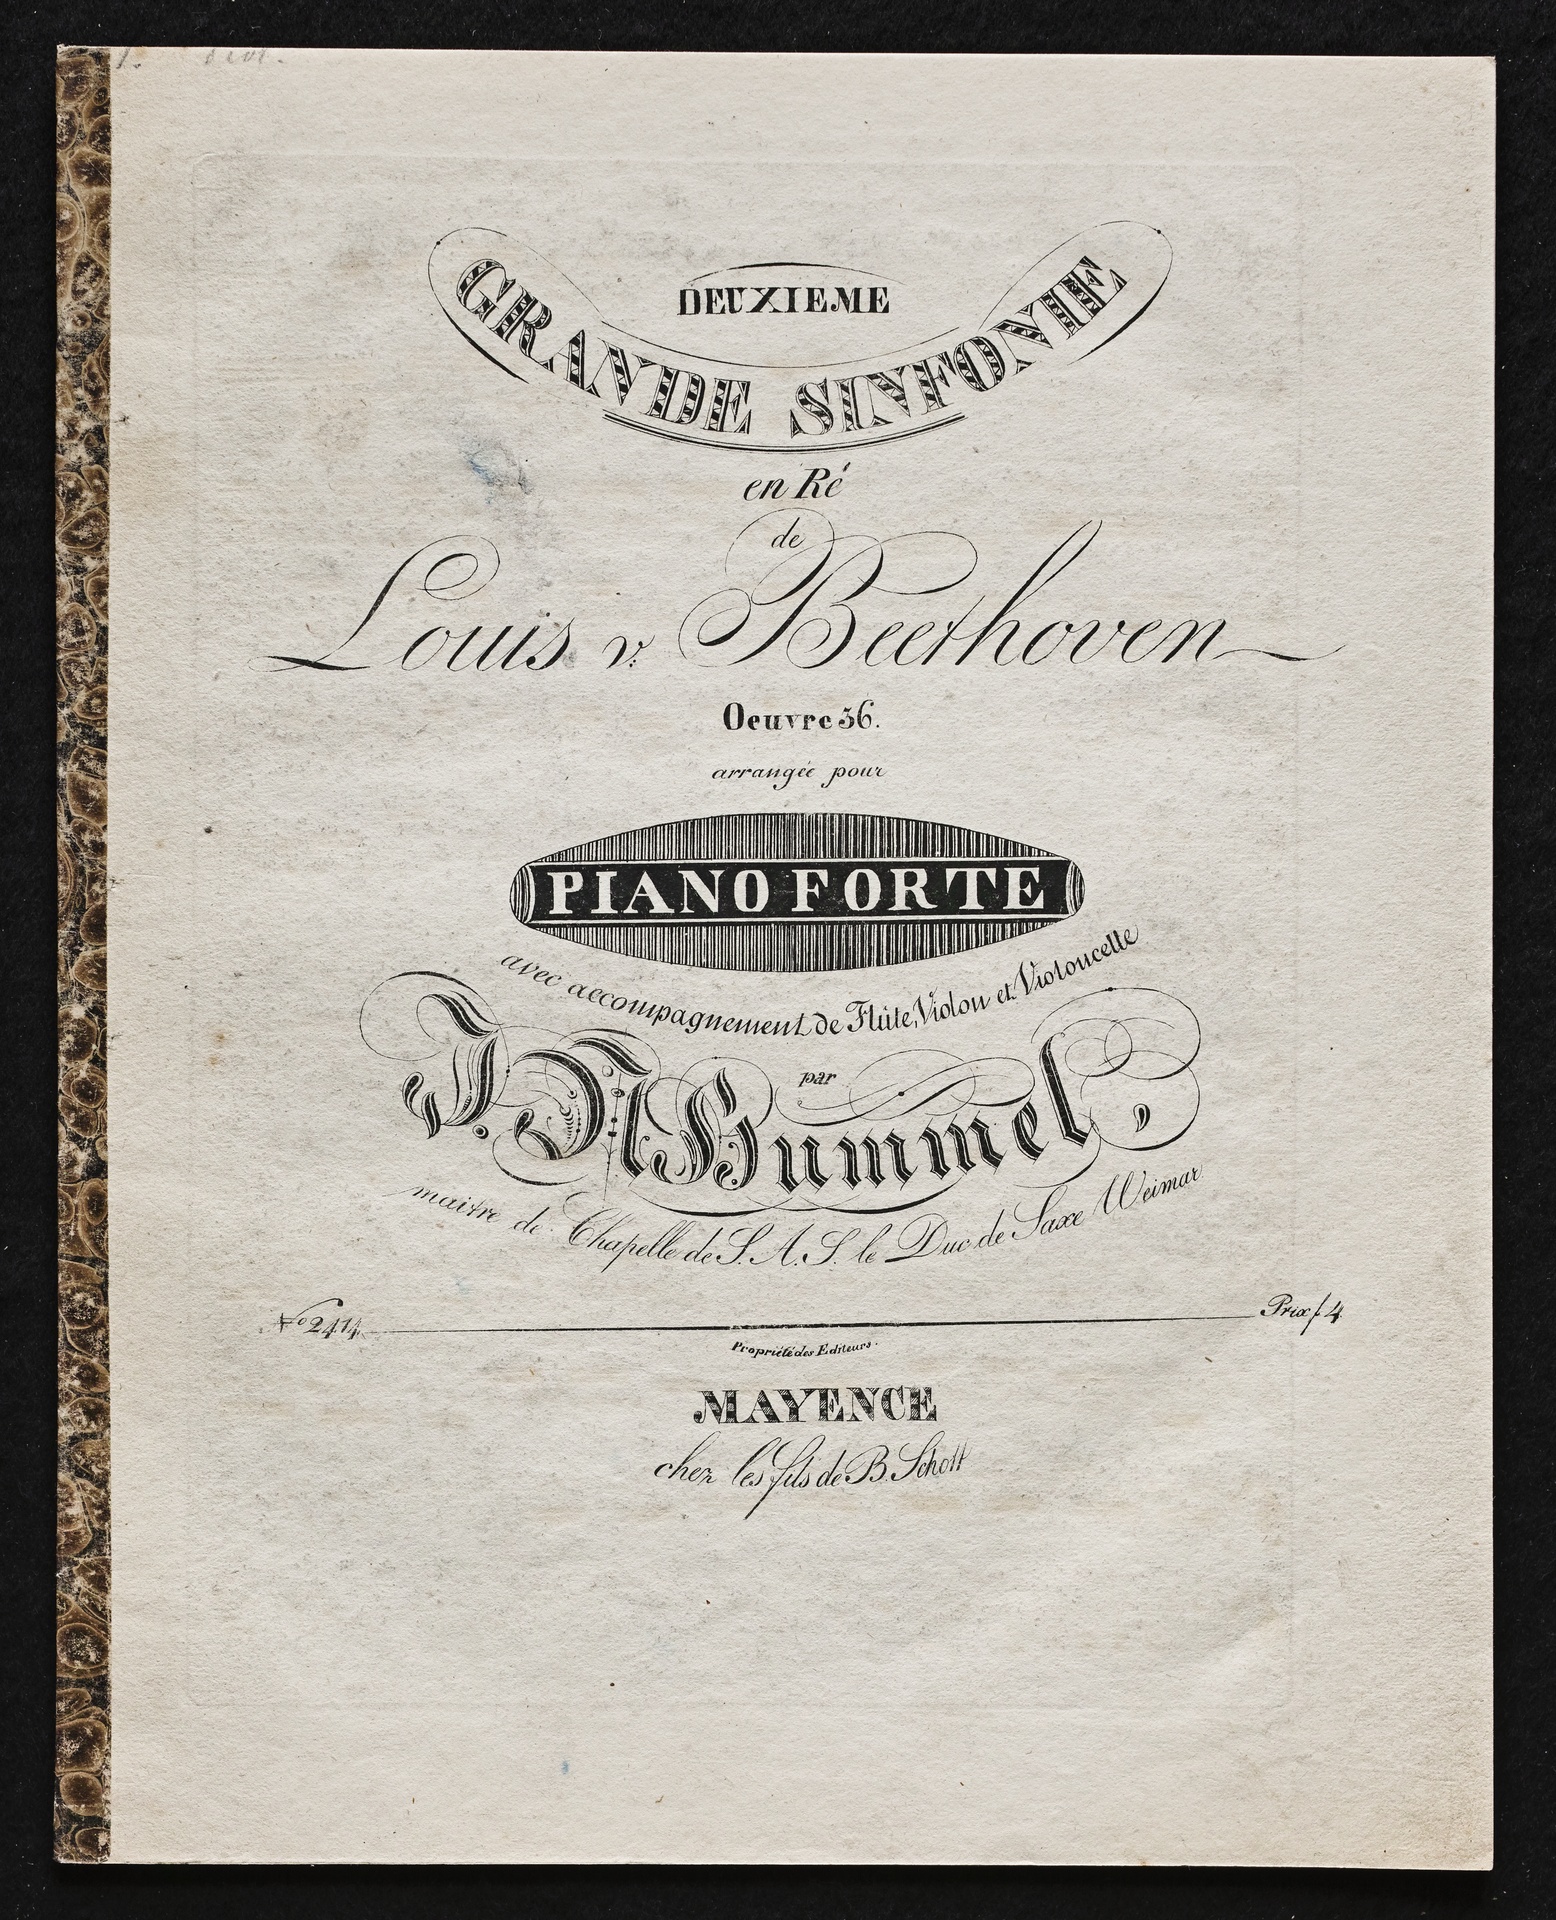 DEUXIEME
GRANDE SINFONIE
en Ré
de
Louis v. Beethoven
Oeuvre 36.
arrangée pour
PIANO FORTE
avec accompagnement de Flûte, Violon et Violoncelle
par
J. N. Hummel,
maitre de Chapelle de S. A. S. le Duc de Saxe Weimar
No 2414.
Prix f 4.
Propriété des Editeurs.
MAYENCE
chez les fils de B. Schott